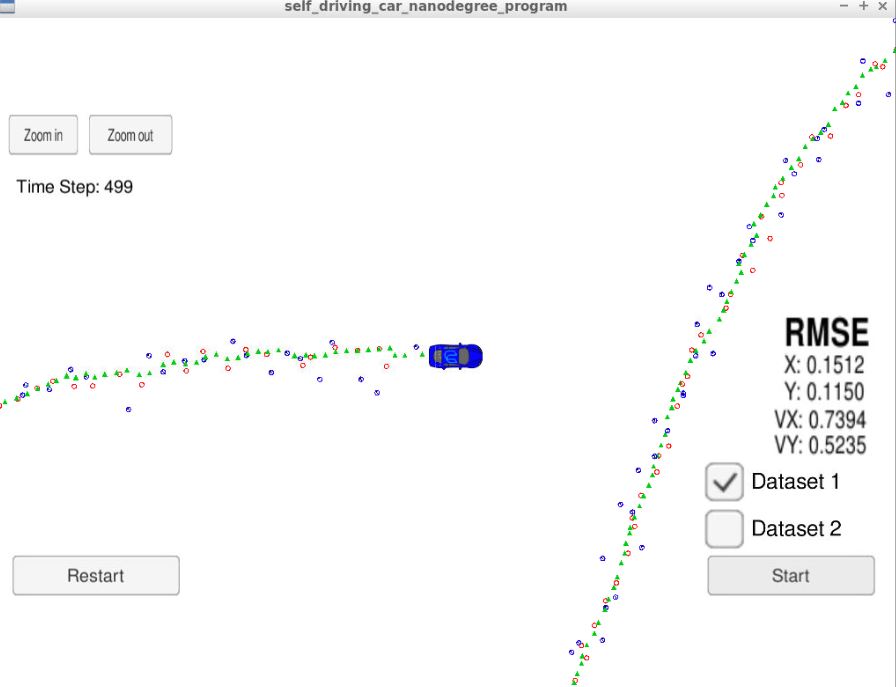 self_driving_car_nanodegree_program
Zoom in
Zoom out
Time Step: 499
RMSE
X: 0.1512
Y: 0.1150
VX: 0.7394
VY: 0.5235
Dataset 1
Dataset 2
Restart
Start